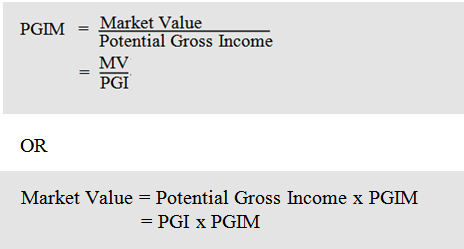 PGIM = Market Value
Potential Gross Income
= MV
PGI
OR
Market Value = Potential Gross Income x PGIM
= PGI x PGIM